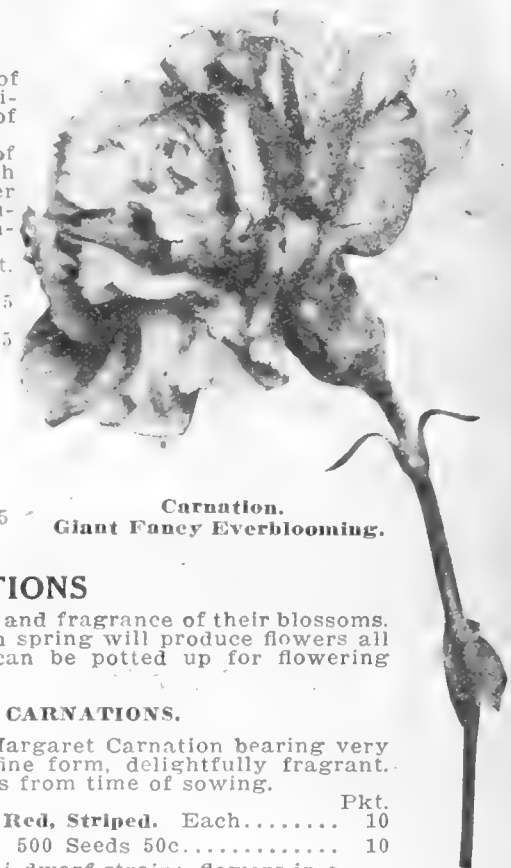 of
i-
of
of
h
er
-
-
t.
5
5
5
Carnation.
Giant Fancy Everblooming.
TIONS
and fragrance of their blossoms.
n spring will produce flowers all
can be potted up for flowering
CARNATIONS.
Margaret Carnation bearing very
fine form, delightfully fragrant.
s from time of sowing.
Pkt.
Red, Striped. Each........ 10
500 Seeds 50c............. 10